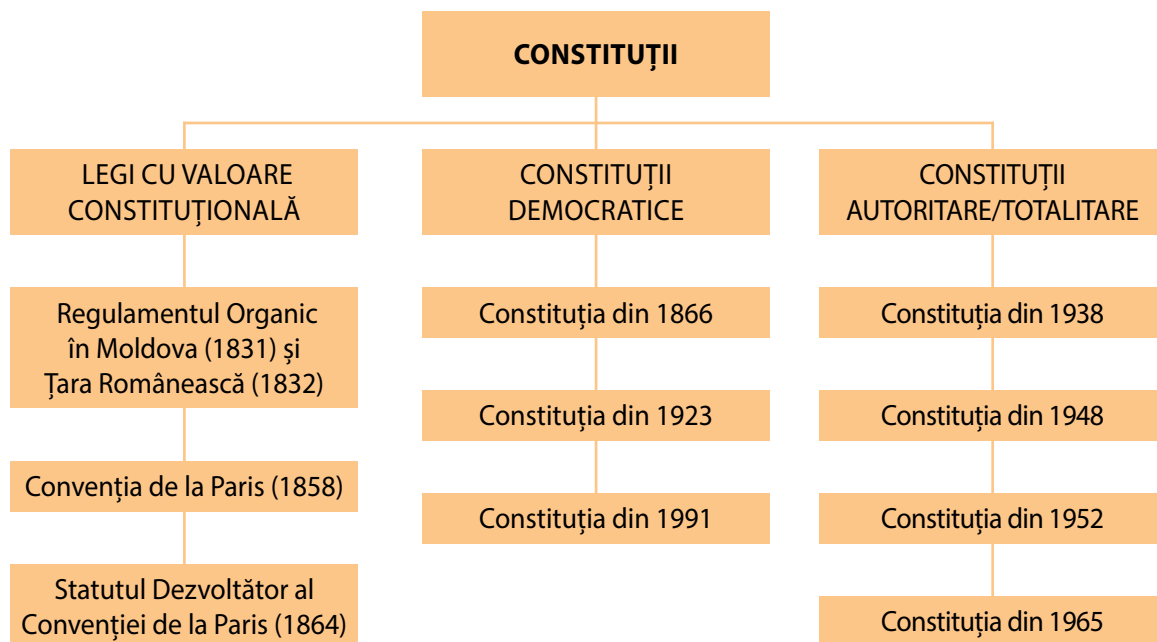 CONSTITUȚII
LEGI CU VALOARE
CONSTITUȚIONALĂ
Regulamentul Organic
în Moldova (1831) și
Țara Românească (1832)
Convenția de la Paris (1858)
Statutul Dezvoltător al
Convenției de la Paris (1864)
CONSTITUȚII
DEMOCRATICE
Constituția din 1866
Constituția din 1923
Constituția din 1991
CONSTITUȚII
AUTORITARE/TOTALITARE
Constituția din 1938
Constituția din 1948
Constituția din 1952
Constituția din 1965